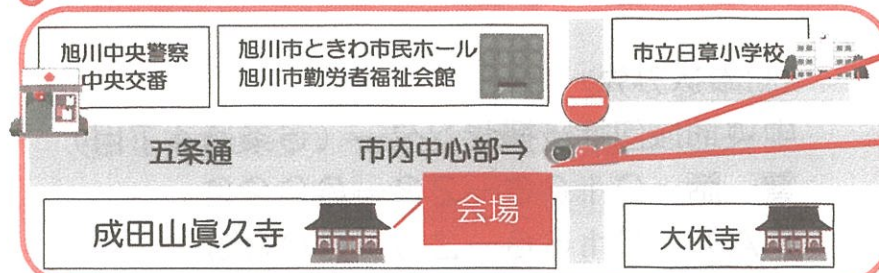 旭川中央警察
中央交番
旭川市ときわ市民ホール
旭川市勤労者福祉会館
市立日章小学校
五条通
市内中心部⇒
会場
成田山眞久寺
大休寺